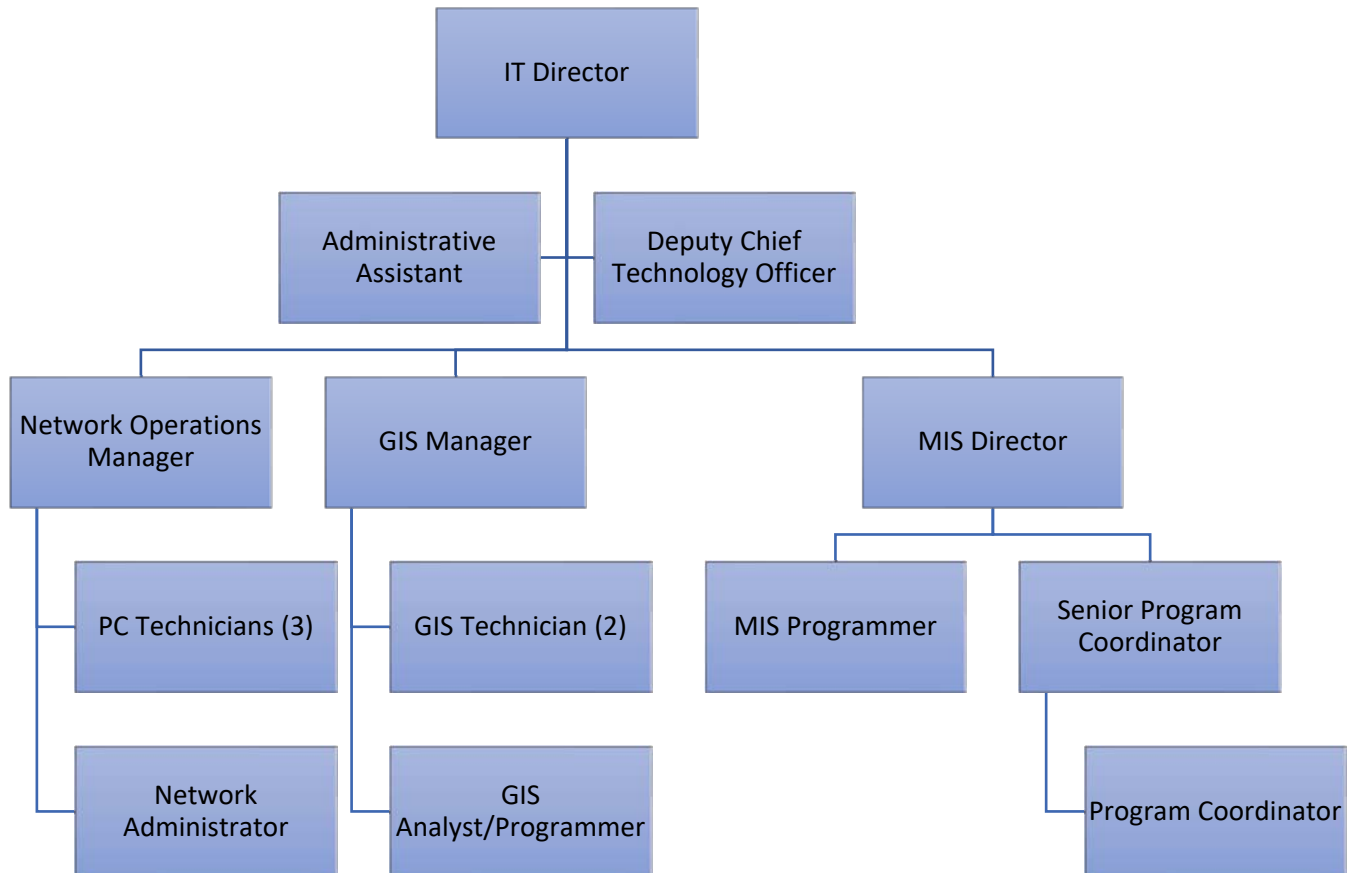 IT Director
Administrative
Assistant
Deputy Chief
Technology Officer
Network Operations
Manager
GIS Manager
MIS Director
PC Technicians (3)
GIS Technician (2)
MIS Programmer
Senior Program
Coordinator
Network
Administrator
GIS
Analyst/Programmer
Program Coordinator